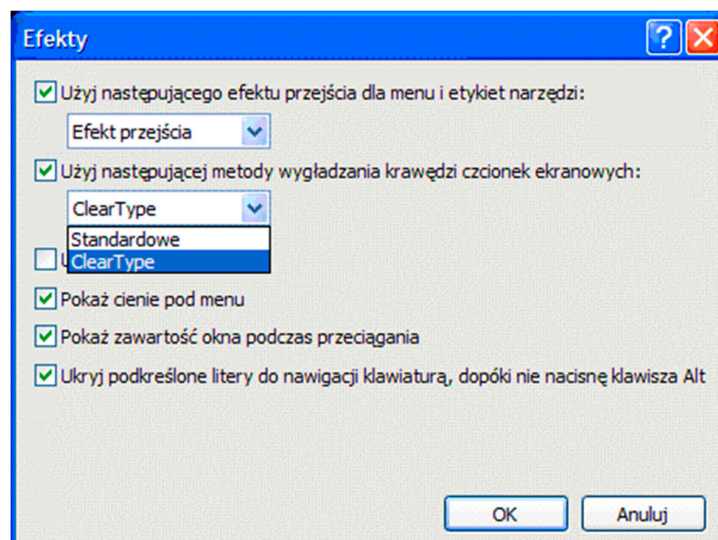 Efekty
Użyj następującego efektu przejścia dla menu i etykiet narzędzi:
Efekt przejścia
Użyj następującej metody wygładzania krawędzi czcionek ekranowych:
ClearType
Standardowe
ClearType
Pokaż cienie pod menu
Pokaż zawartość okna podczas przeciągania
Ukryj podkreślone litery do nawigacji klawiaturą, dopóki nie nacisnę klawisza Alt
OK Anuluj